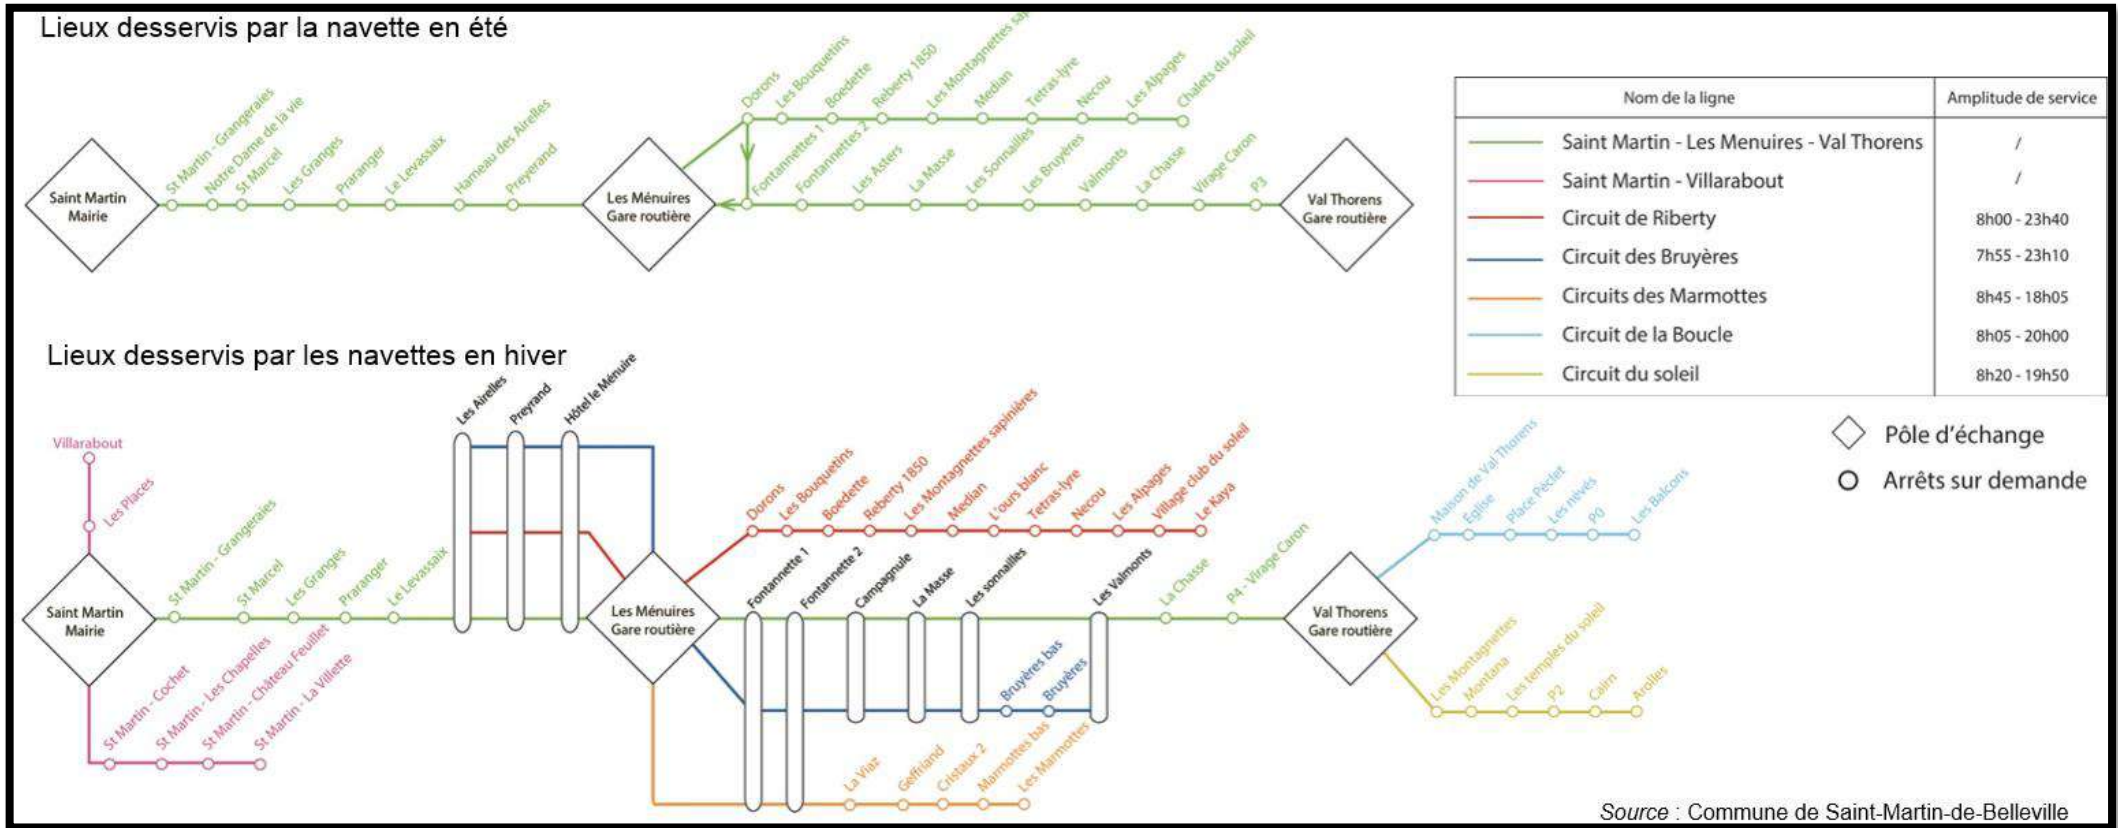 Lieux desservis par la navette en été
St Martin - Grangeraies
Notre Dame de la vie
St Marcel
Les Granges
Praranger
Le Levassaix
Hameau des Airelles
Preyerand
Saint Martin
Mairie
Les Ménuires
Gare routière
Dorons
Les Bouquetins
Boedette
Reberty 1850
Les Montagnettes
Median
Tetras-lyre
Necou
Les Alpages
Chalets du soleil
Fontannettes 1
Fontannettes 2
Les Asters
La Masse
Les Sonnailles
Les Bruyères
Valmonts
La Chasse
Virage Caron
P3
Val Thorens
Gare routière
Nom de la ligne
Amplitude de service
Saint Martin - Les Menuires - Val Thorens
/
Saint Martin - Villarabout
/
Circuit de Riberty
8h00 - 23h40
Circuit des Bruyères
7h55 - 23h10
Circuits des Marmottes
8h45 - 18h05
Circuit de la Boucle
8h05 - 20h00
Circuit du soleil
8h20 - 19h50
Pôle d'échange
Arrêts sur demande
Lieux desservis par les navettes en hiver
Villarabout
Les Places
Saint Martin
Mairie
St Martin - Grangeraies
St Marcel
Les Granges
Praranger
Le Levassaix
Les Airelles
Preyrand
Hôtel le Ménuire
St Martin - Cochet
St Martin - Les Chapelles
St Martin - Château Feuillet
St Martin - La Villette
Les Ménuires
Gare routière
Dorons
Les Bouquetins
Boedette
Reberty 1850
Les Montagnettes sapinières
Median
L'ours blanc
Tetras-lyre
Necou
Les Alpages
Village club du soleil
Le Kaya
Fontannette 1
Fontannette 2
Campagnule
La Masse
Les sonnailles
Les Valmonts
La Chasse
P4 - Virage Caron
Bruyères bas
Bruyères
La Viaz
Geffriand
Cristaux 2
Marmottes bas
Les Marmottes
Val Thorens
Gare routière
Maison de Val Thorens
Eglise
Place Péclet
Les névés
P0
Les Balcons
Les Montagnettes
Montana
Les temples du soleil
P2
Cairn
Arolles
Source : Commune de Saint-Martin-de-Belleville